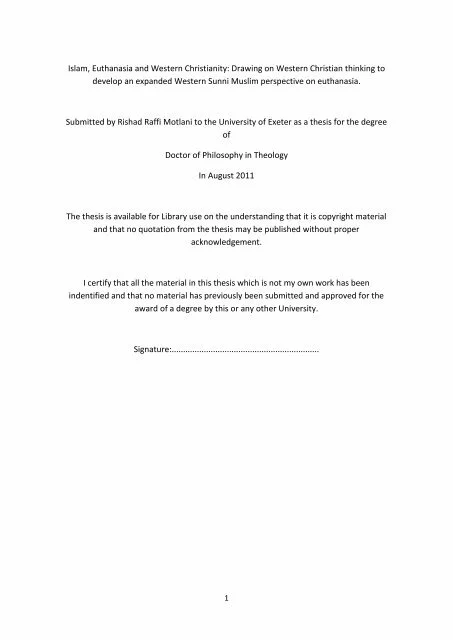 Islam, Euthanasia and Western Christianity: Drawing on Western Christian thinking to
develop an expanded Western Sunni Muslim perspective on euthanasia.
Submitted by Rishad Raffi Motlani to the University of Exeter as a thesis for the degree
of
Doctor of Philosophy in Theology
In August 2011
The thesis is available for Library use on the understanding that it is copyright material
and that no quotation from the thesis may be published without proper
acknowledgement.
I certify that all the material in this thesis which is not my own work has been
indentified and that no material has previously been submitted and approved for the
award of a degree by this or any other University.
Signature:................................................................
1